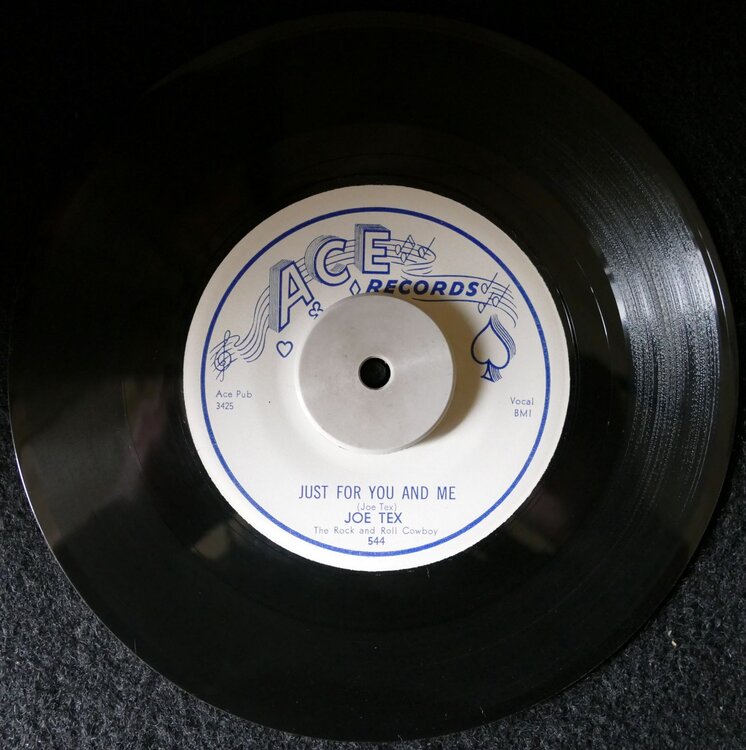 ACE
RECORDS
Ace Pub
3425
Vocal
BMI
JUST FOR YOU AND ME
(Joe Tex)
JOE TEX
The Rock and Roll Cowboy
544